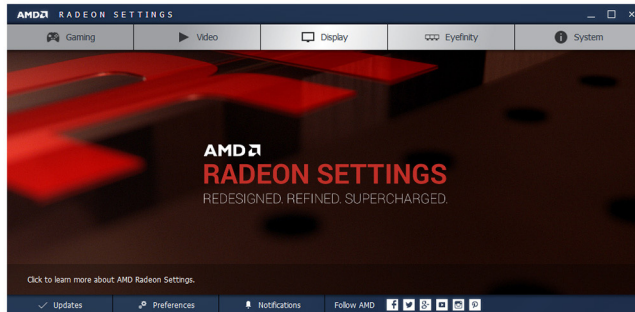 AMD RADEON SETTINGS
Gaming Video Display Eyefinity System
AMD
RADEON SETTINGS
REDESIGNED. REFINED. SUPERCHARGED.
Click to learn more about AMD Radeon Settings.
Updates Preferences Notifications Follow AMD